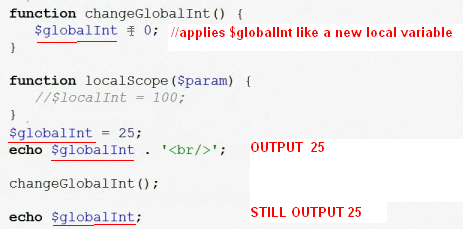 function changeGlobalInt() {
$globalInt = 0; //applies $globalInt like a new local variable
}
function localScope($param) {
//$localInt = 100;
}
$globalInt = 25;
echo $globalInt . '<br/>'; OUTPUT 25
changeGlobalInt();
echo $globalInt; STILL OUTPUT 25